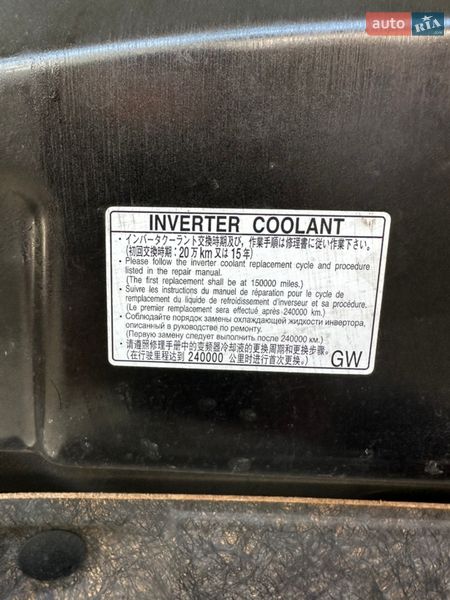 auto RIA
INVERTER COOLANT
・インバータクーラント交換時期及び，作業手順は修理書に従い作業下さい。
(初回交換時期：20万km又は15年)
・Please follow the inverter coolant replacement cycle and procedure
listed in the repair manual.
(The first replacement shall be at 150000 miles.)
・Suivre les instructions du manuel de réparation pour le cycle de
remplacement du liquide de refroidissement d'inverseur et sa procédure.
(Le premier remplacement sera effectué après 240000 km.)
・Соблюдайте порядок замены охлаждающей жидкости инвертора,
описанный в руководстве по ремонту.
(Первую замену следует выполнить после 240000 км.)
・请遵照修理手册中的变频器冷却液的更换周期和更换步骤。
(在行驶里程达到 240000 公里时进行首次更换。)
GW